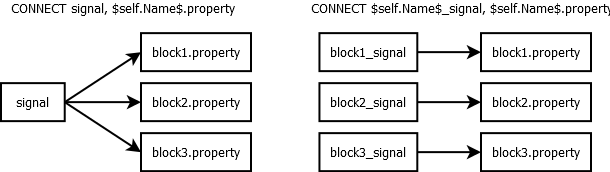 CONNECT signal, $self.Name$.property
signal
block1.property
block2.property
block3.property
CONNECT $self.Name$_signal, $self.Name$.property
block1_signal
block1.property
block2_signal
block2.property
block3_signal
block3.property